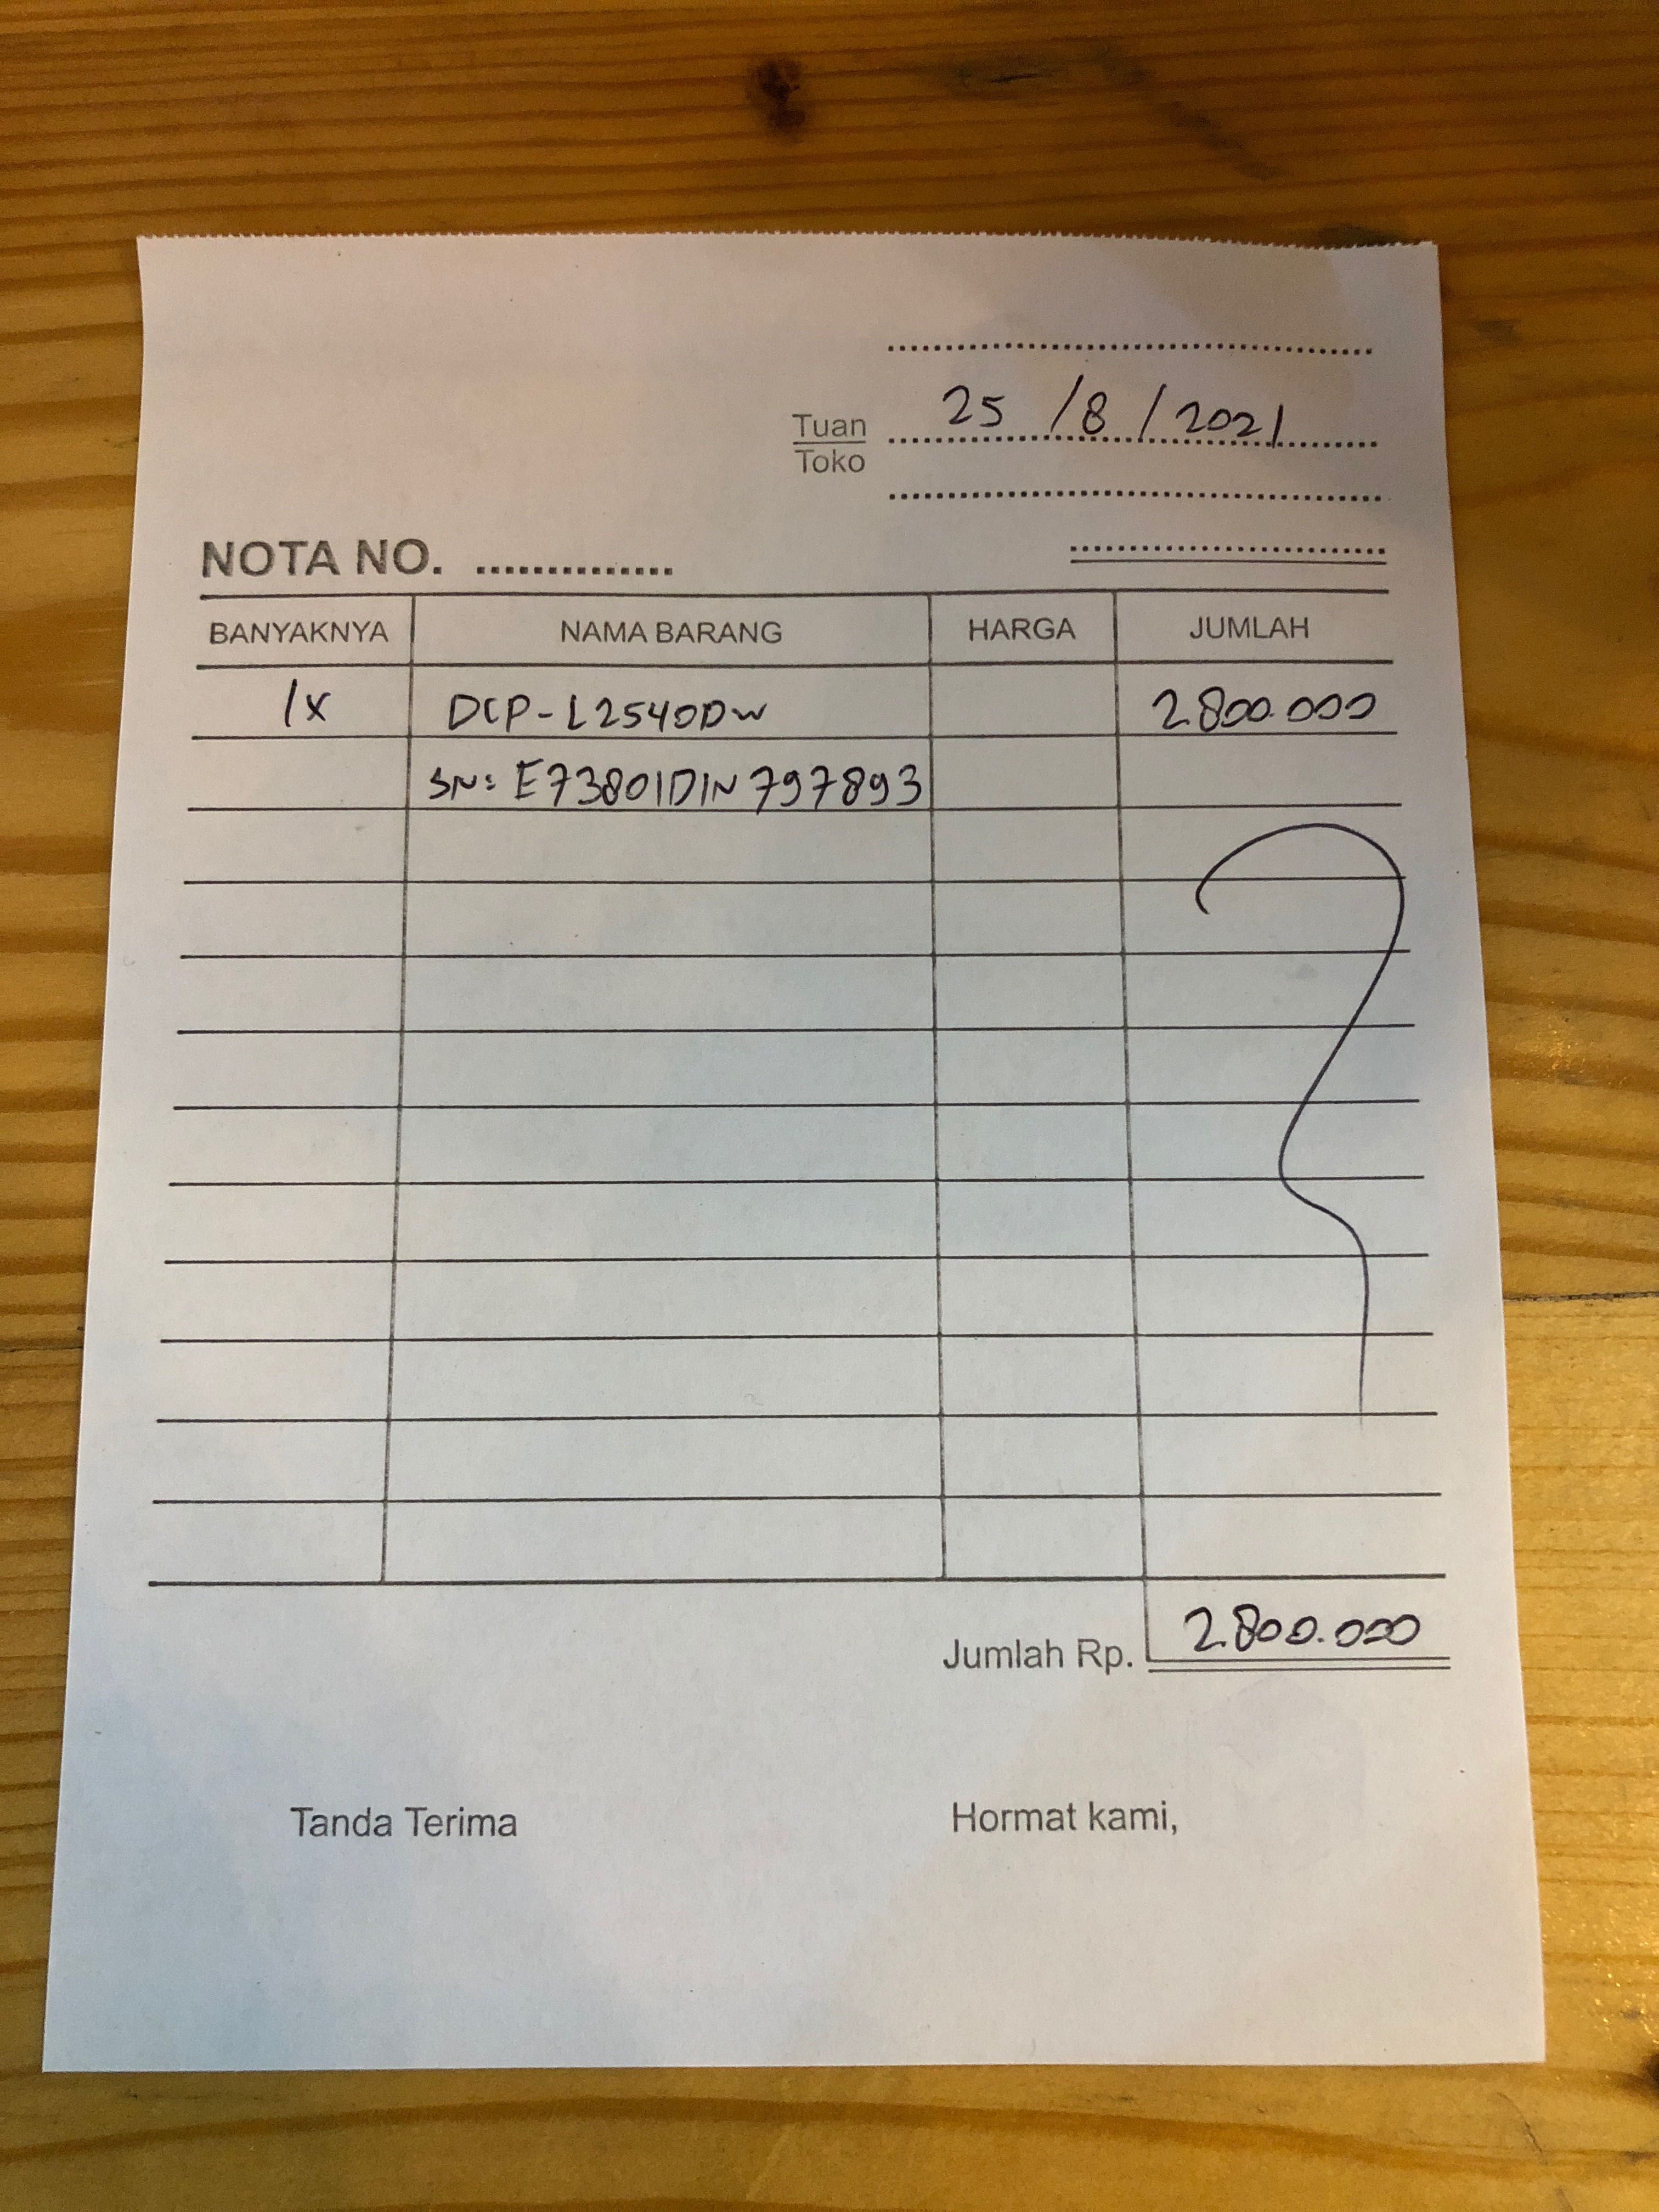 25/8/2021
Tuan
Toko
NOTA NO. ..............
BANYAKNYA NAMA BARANG HARGA JUMLAH
1x DCP-L2540DW 2.800.000
SN: E73801D1N797893
Jumlah Rp. 2.800.000
Tanda Terima Hormat kami,